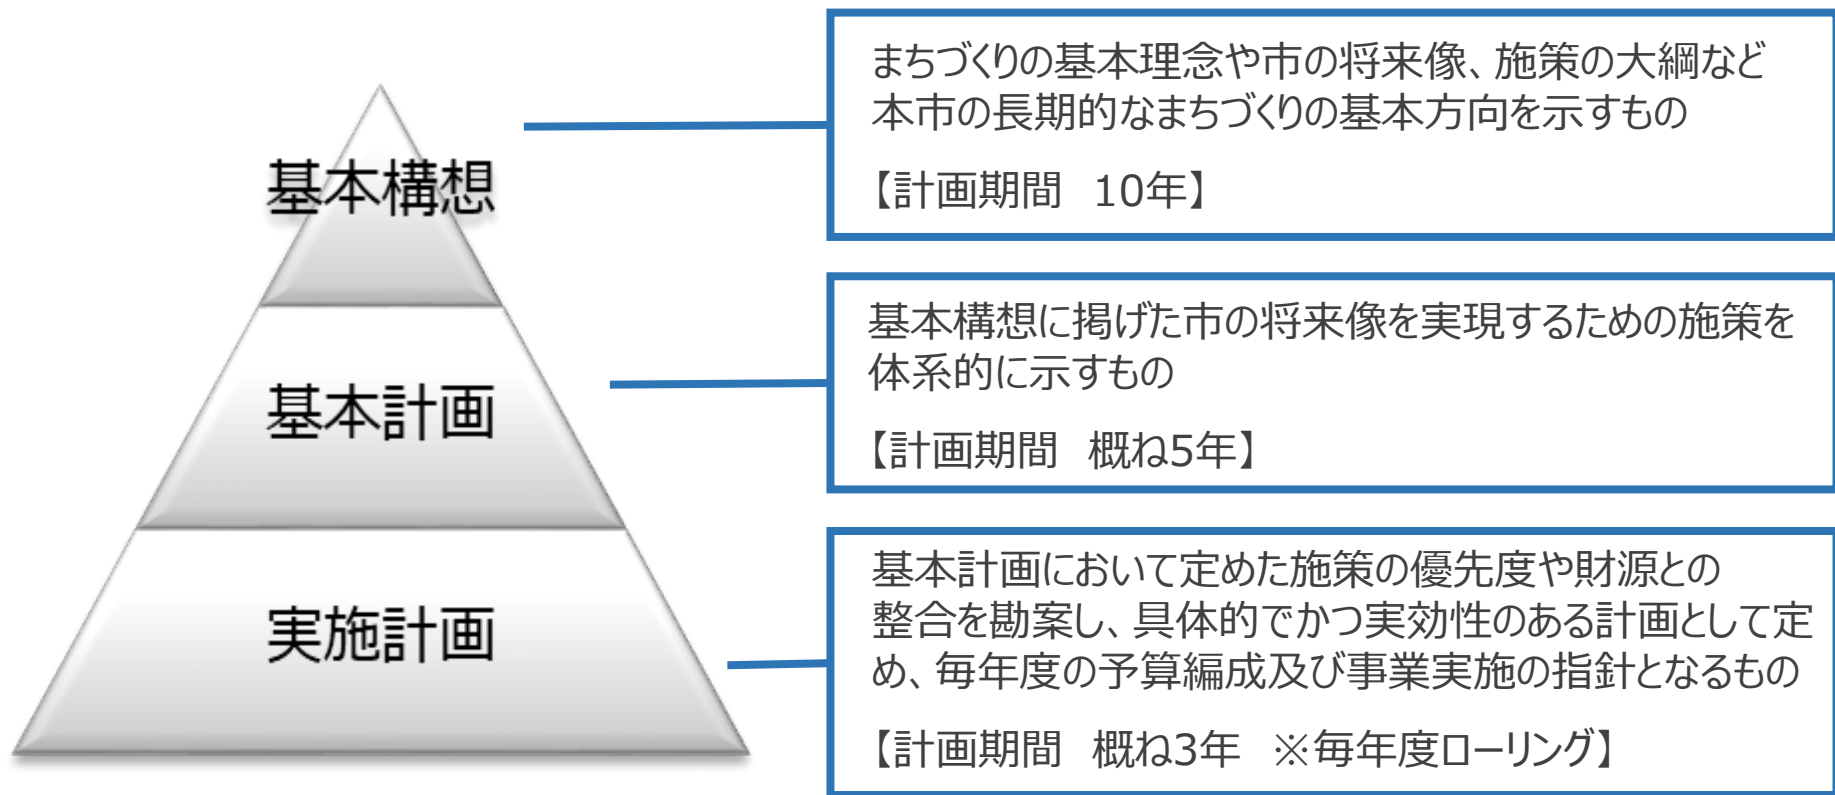 基本構想
まちづくりの基本理念や市の将来像、施策の大綱など
本市の長期的なまちづくりの基本方向を示すもの
【計画期間　10年】
基本計画
基本構想に掲げた市の将来像を実現するための施策を
体系的に示すもの
【計画期間　概ね5年】
実施計画
基本計画において定めた施策の優先度や財源との
整合を勘案し、具体的でかつ実効性のある計画として定
め、毎年度の予算編成及び事業実施の指針となるもの
【計画期間　概ね3年　※毎年度ローリング】